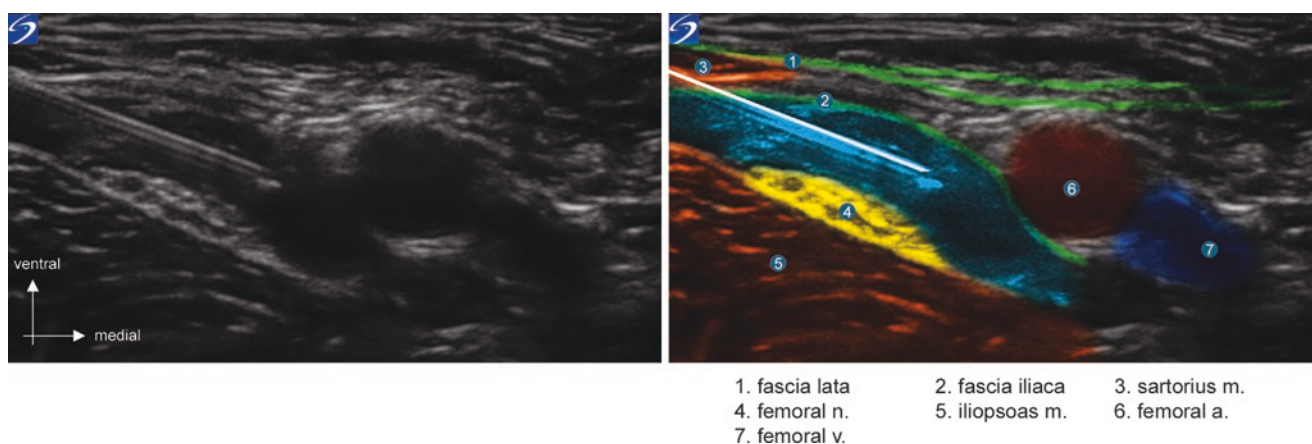 ventral
medial
1
3
2
6
4
7
5
1. fascia lata 2. fascia iliaca 3. sartorius m.
4. femoral n. 5. iliopsoas m. 6. femoral a.
7. femoral v.